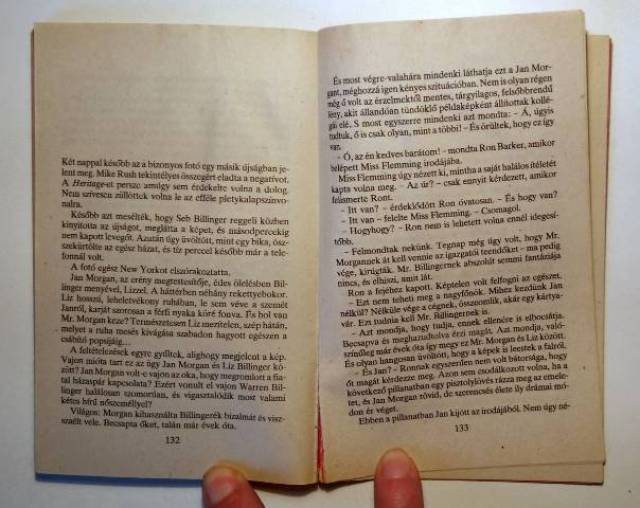 Két nappal később az a bizonyos fotó egy másik újságban je-
lent meg. Mike Rush tekintélyes összegért eladta a negatívot.
A Heritage-et persze amúgy sem érdekelte volna a dolog.
Nem szívesen züllöttek volna le az efféle pletykalapszínvo-
nalra.
Később azt mesélték, hogy Seb Billinger reggeli közben
kinyitotta az újságot, meglátta a képet, és másodpercekig
nem kapott levegőt. Azután úgy üvöltött, mint egy bika, ösz-
szekürtölte az egész házat, és tíz perccel később már a tele-
fonnál volt.
A fotó egész New Yorkot elszórakoztatta.
Jan Morgan, az erény megtestesítője, édes ölelésben Bil-
linger menyével, Lizzel. A háttérben néhány rekettyebokor.
Liz hosszú, leheletvékony ruhában, le sem véve a szemét
Janról, karját szorosan a férfi nyaka köré fonva. És hol van
Mr. Morgan keze? Természetesen Liz meztelen, szép hátán,
melyet a ruha mesés kivágása szabadon hagyott egészen a
csábító popsijáig…
A feltételezések egyre gyűltek, alighogy megjelent a kép.
Vajon mióta tart ez az ügy Jan Morgan és Liz Billinger kö-
zött? Jan Morgan volt-e vajon az oka, hogy megromlott a fia-
tal házaspár kapcsolata? Ezért vonult el vajon Warren Bil-
linger halálosan szomorúan, és vigasztalódik most valami
kétes hírű nőszeméllyel?
Világos: Morgan kihasználta Billingerék bizalmát és visz-
szaélt vele. Becsapta őket, talán már évek óta.
132
És most végre-valahára mindenki láthatja ezt a Jan Mor-
gant, méghozzá igen kényes szituációban. Nem is olyan régen
még ő volt az érzelmektől mentes, tárgyilagos, felsőbbrendű
lény, akit állandóan tündöklő példaképként állítottak kollé-
gái elé. S most egyszerre mindenki azt mondta: – Á, úgyis
tudtuk, ő is csak olyan, mint a többi! – És örültek, hogy ez így
van.
– Ó, az én kedves barátom! – mondta Ron Barker, amikor
belépett Miss Flemming irodájába.
Miss Flemming úgy nézett ki, mintha a saját halálos ítéletét
kapta volna meg. – Az úr? – csak ennyit kérdezett, amikor
felismerte Ront.
– Itt van? – érdeklődött Ron óvatosan. – És hogy van?
– Itt van – felelte Miss Flemming. – Csomagol.
– Hogyhogy? – Ron nem is lehetett volna ennél idegesí-
tőbb.
– Felmondtak nekünk. Tegnap még úgy volt, hogy Mr.
Morgannek át kell vennie az igazgatói teendőket – ma pedig
vége, kirúgták. Mr. Billingernek abszolút semmi fantáziája
nincs, és elhiszi, amit lát.
Ron a fejéhez kapott. Képtelen volt felfogni az egészet.
– Ezt nem teheti meg a nagyfőnök. Mihez kezdünk Jan
nélkül? Nélküle vége a cégnek, összeomlik, akár egy kártya-
vár. Ezt tudnia kell Mr. Billingernek is.
– Azt mondja, hogy tudja, ennek ellenére is elbocsátja.
Becsapva és meghazudtolva érzi magát. Azt mondja, való-
színűleg már évek óta így megy ez Mr. Morgan és Liz között.
És olyan hangosan üvöltött, hogy a képek is leestek a falról.
– És Jan? – Ronnak egyszerűen nem volt bátorsága, hogy
őt magát kérdezze meg. Azon sem csodálkozott volna, ha a
következő pillanatban egy pisztolylövés rázza meg az emele-
tet, és Jan Morgan rövid, de szerencsés élete ily drámai mó-
don ér véget.
Ebben a pillanatban Jan kijött az irodájából. Nem úgy né-
133